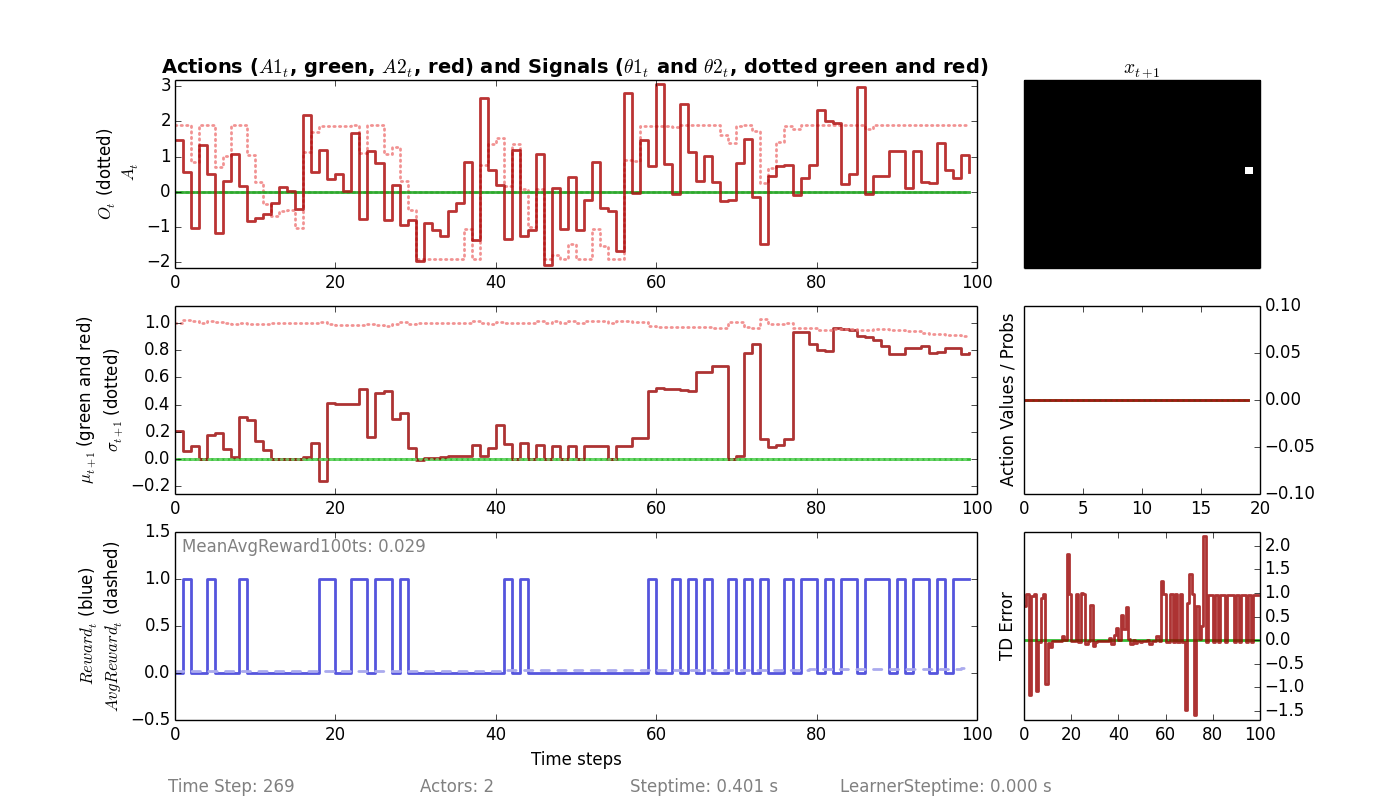 Actions (A1t, green, A2t, red) and Signals (θ1t and θ2t, dotted green and red)
xt+1
Ot (dotted)
At
3
2
1
0
−1
−2
0 20 40 60 80 100
μt+1 (green and red)
σt+1 (dotted)
1.0
0.8
0.6
0.4
0.2
0.0
−0.2
0 20 40 60 80 100
Action Values / Probs
0.10
0.05
0.00
−0.05
−0.10
0 5 10 15 20
Rewardt (blue)
AvgRewardt (dashed)
1.5
1.0
0.5
0.0
−0.5
MeanAvgReward100ts: 0.029
0 20 40 60 80 100
Time steps
TD Error
2.0
1.5
1.0
0.5
0.0
−0.5
−1.0
−1.5
0 20 40 60 80 100
Time Step: 269 Actors: 2 Steptime: 0.401 s LearnerSteptime: 0.000 s